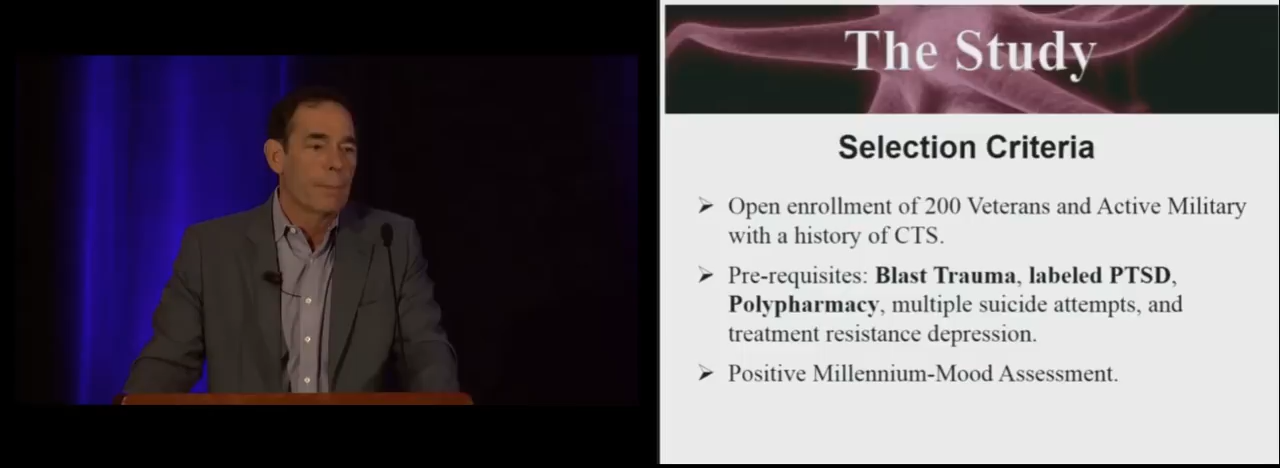 The Study
Selection Criteria
➢ Open enrollment of 200 Veterans and Active Military
with a history of CTS.
➢ Pre-requisites: Blast Trauma, labeled PTSD,
Polypharmacy, multiple suicide attempts, and
treatment resistance depression.
➢ Positive Millennium-Mood Assessment.